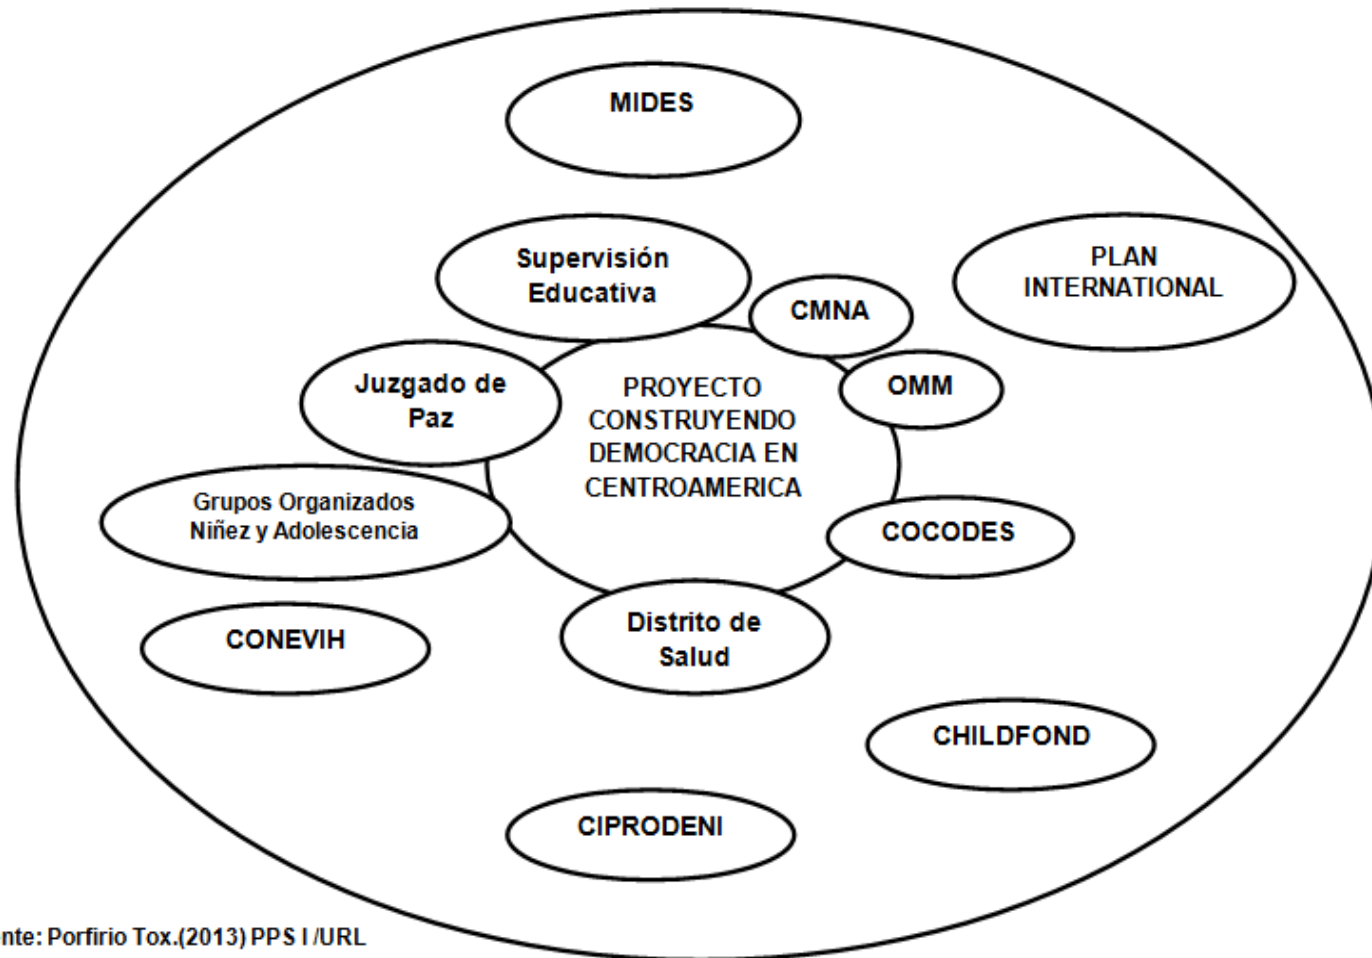 MIDES
Supervisión
Educativa
PLAN
INTERNATIONAL
CMNA
OMM
Juzgado de
Paz
PROYECTO
CONSTRUYENDO
DEMOCRACIA EN
CENTROAMERICA
Grupos Organizados
Niñez y Adolescencia
COCODES
CONEVIH
Distrito de
Salud
CHILDFOND
CIPRODENI
nte: Porfirio Tox.(2013) PPS I /URL